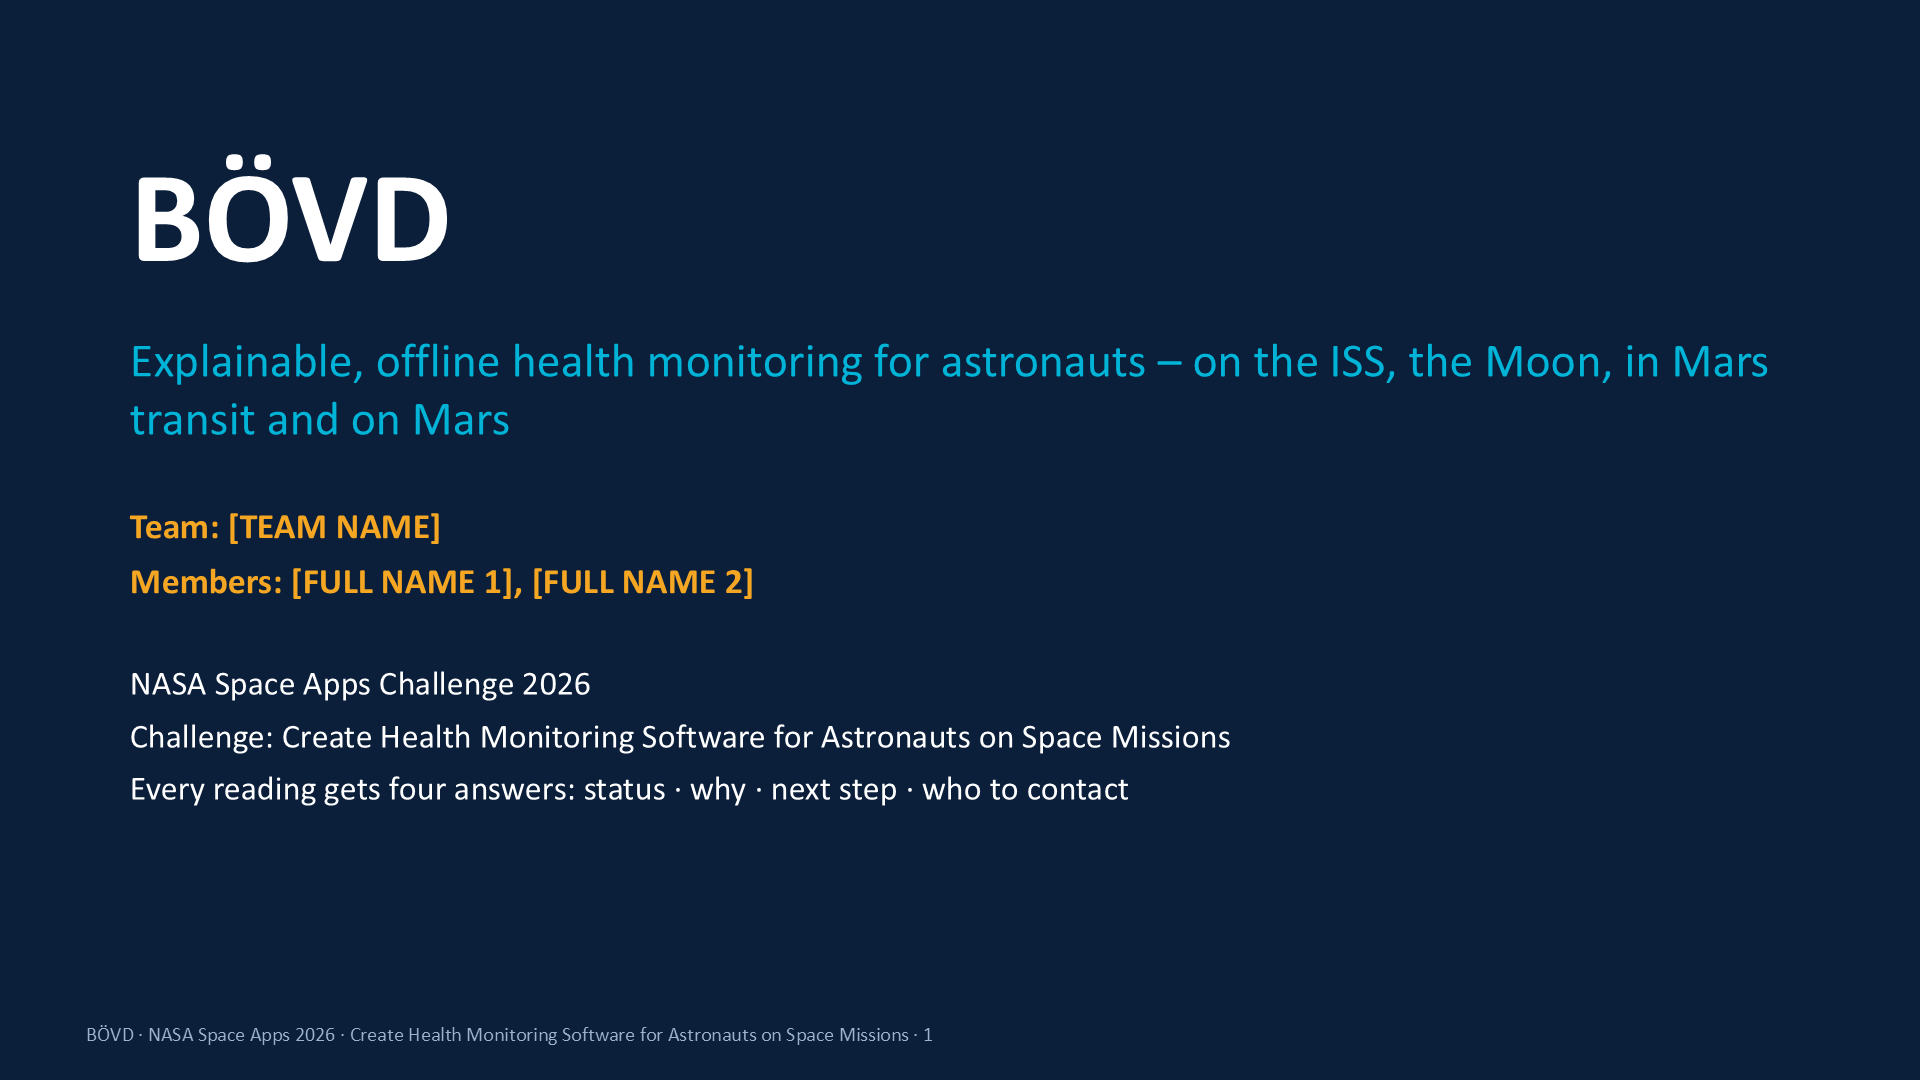 BÖVD
Explainable, offline health monitoring for astronauts – on the ISS, the Moon, in Mars
transit and on Mars
Team: [TEAM NAME]
Members: [FULL NAME 1], [FULL NAME 2]
NASA Space Apps Challenge 2026
Challenge: Create Health Monitoring Software for Astronauts on Space Missions
Every reading gets four answers: status · why · next step · who to contact
BÖVD · NASA Space Apps 2026 · Create Health Monitoring Software for Astronauts on Space Missions · 1